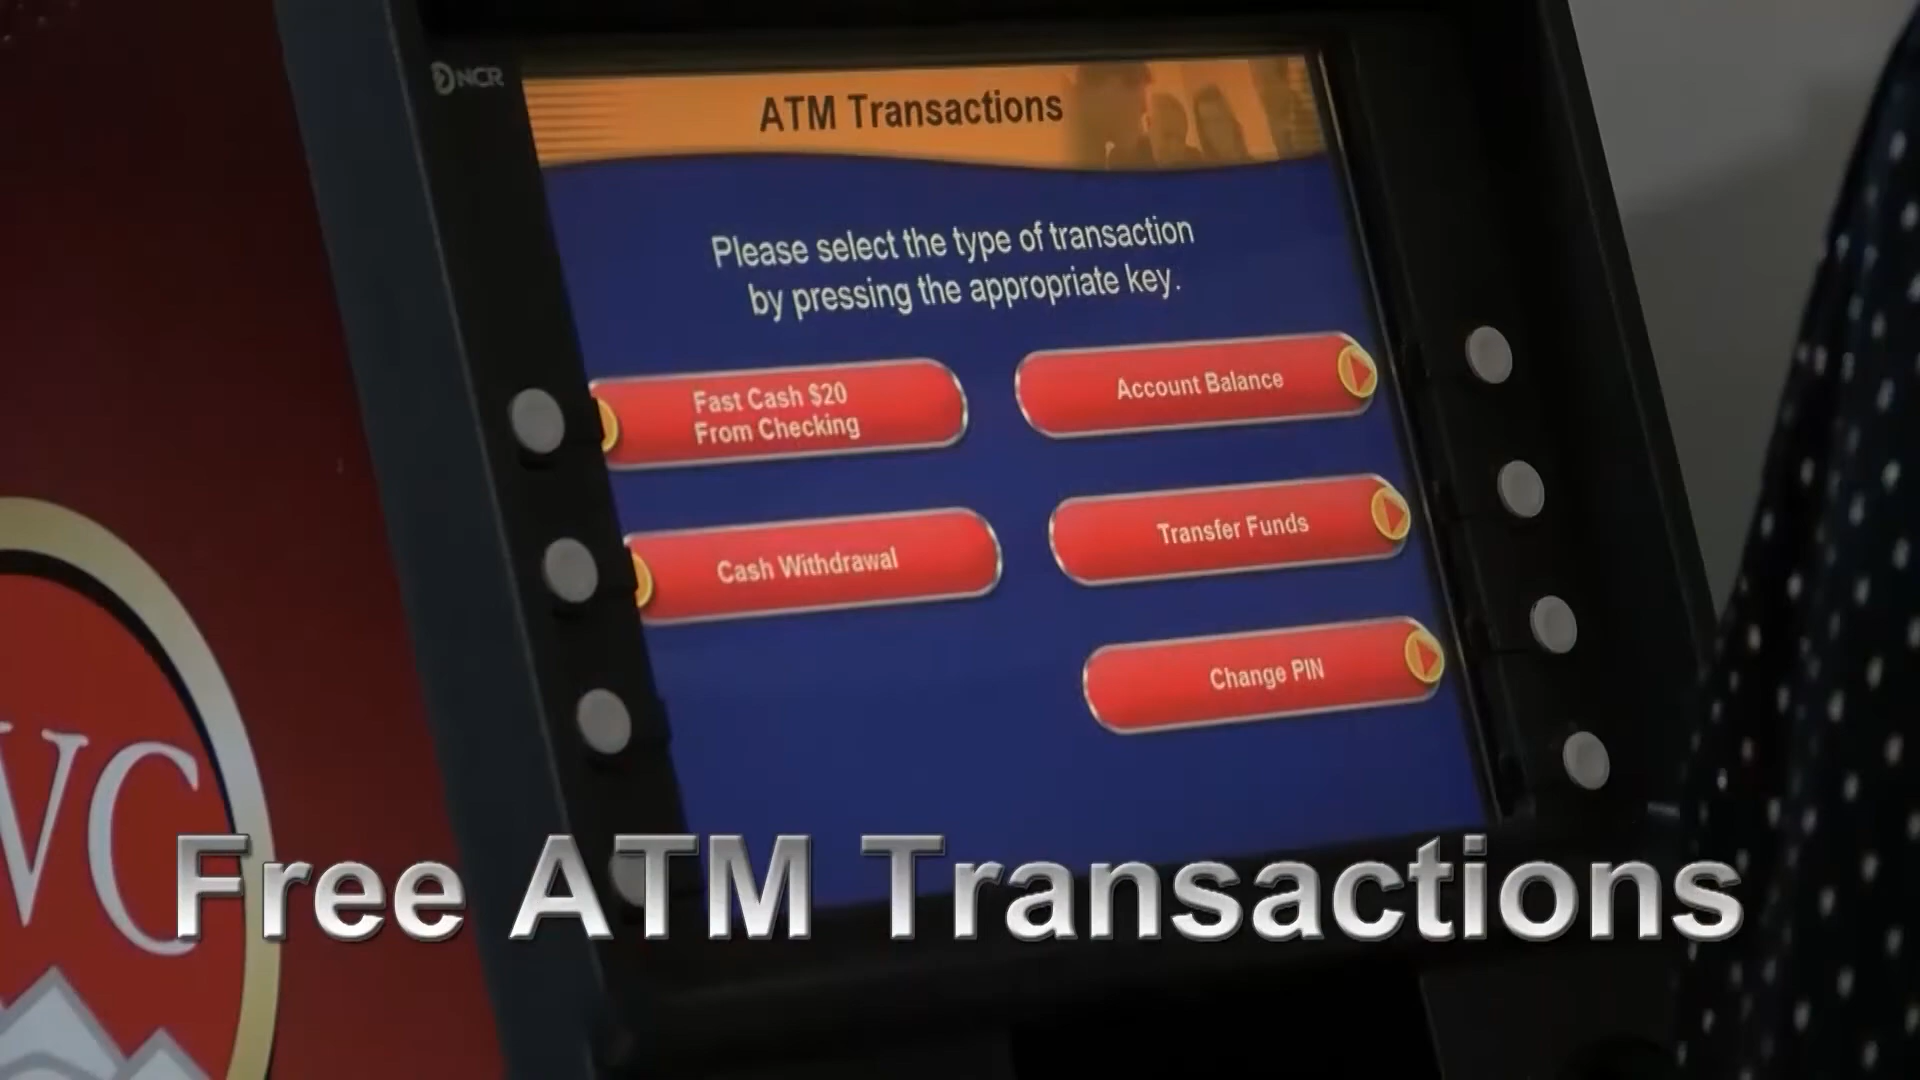 NCR
ATM Transactions
Please select the type of transaction
by pressing the appropriate key.
Fast Cash $20
From Checking
Account Balance
Cash Withdrawal
Transfer Funds
Change PIN
VC
Free ATM Transactions